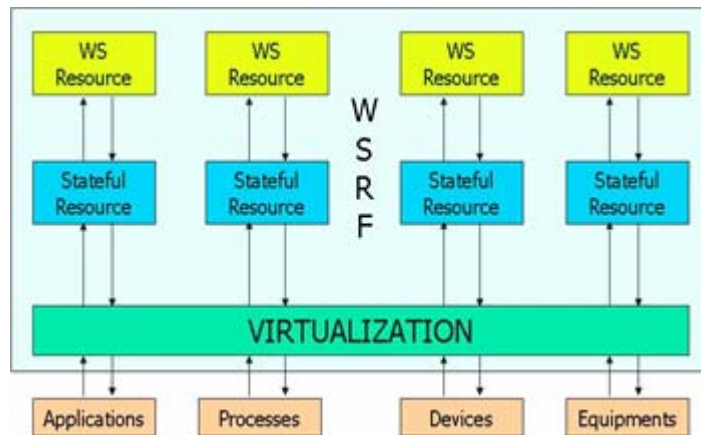 WS
Resource
WS
Resource
WS
Resource
WS
Resource
W
S
R
F
Stateful
Resource
Stateful
Resource
Stateful
Resource
Stateful
Resource
VIRTUALIZATION
Applications
Processes
Devices
Equipments